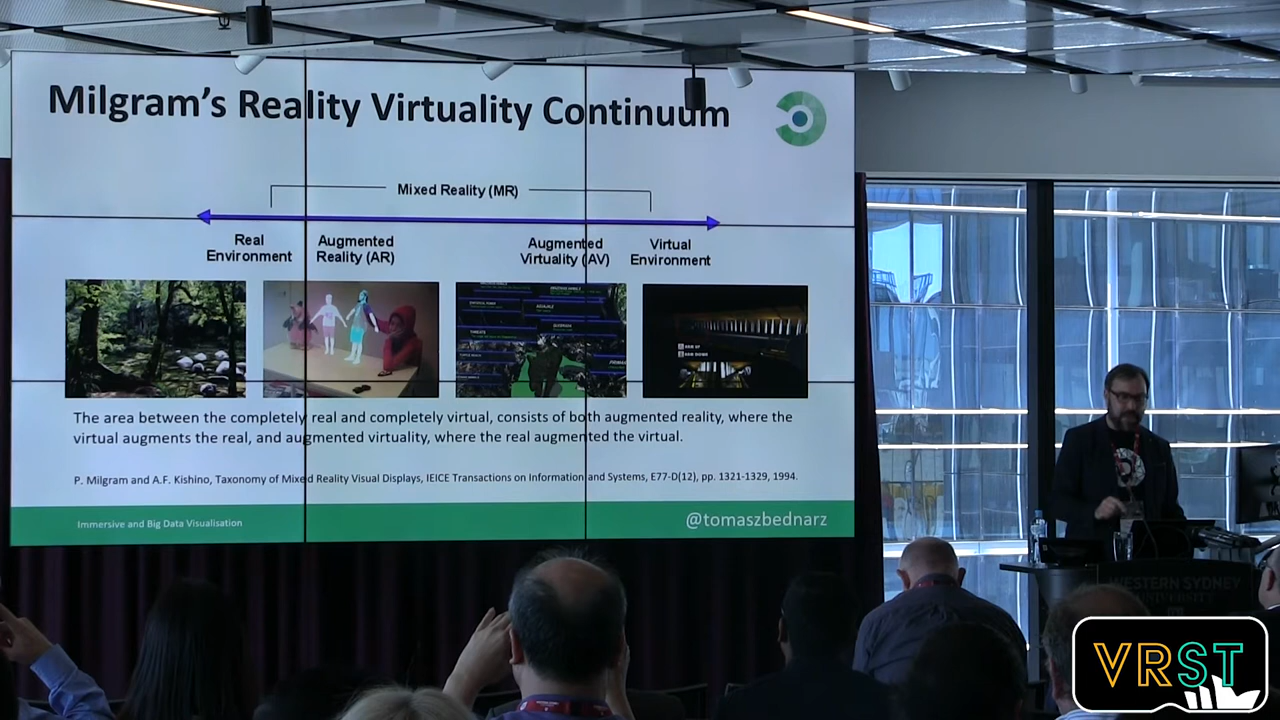 Milgram's Reality Virtuality Continuum
Mixed Reality (MR)
Real
Environment
Augmented
Reality (AR)
Augmented
Virtuality (AV)
Virtual
Environment
The area between the completely real and completely virtual, consists of both augmented reality, where the
virtual augments the real, and augmented virtuality, where the real augmented the virtual.
P. Milgram and A.F. Kishino, Taxonomy of Mixed Reality Visual Displays, IEICE Transactions on Information and Systems, E77-D(12), pp. 1321-1329, 1994.
Immersive and Big Data Visualisation
@tomaszbednarz
WESTERN SYDNEY
UNIVERSITY
VRST